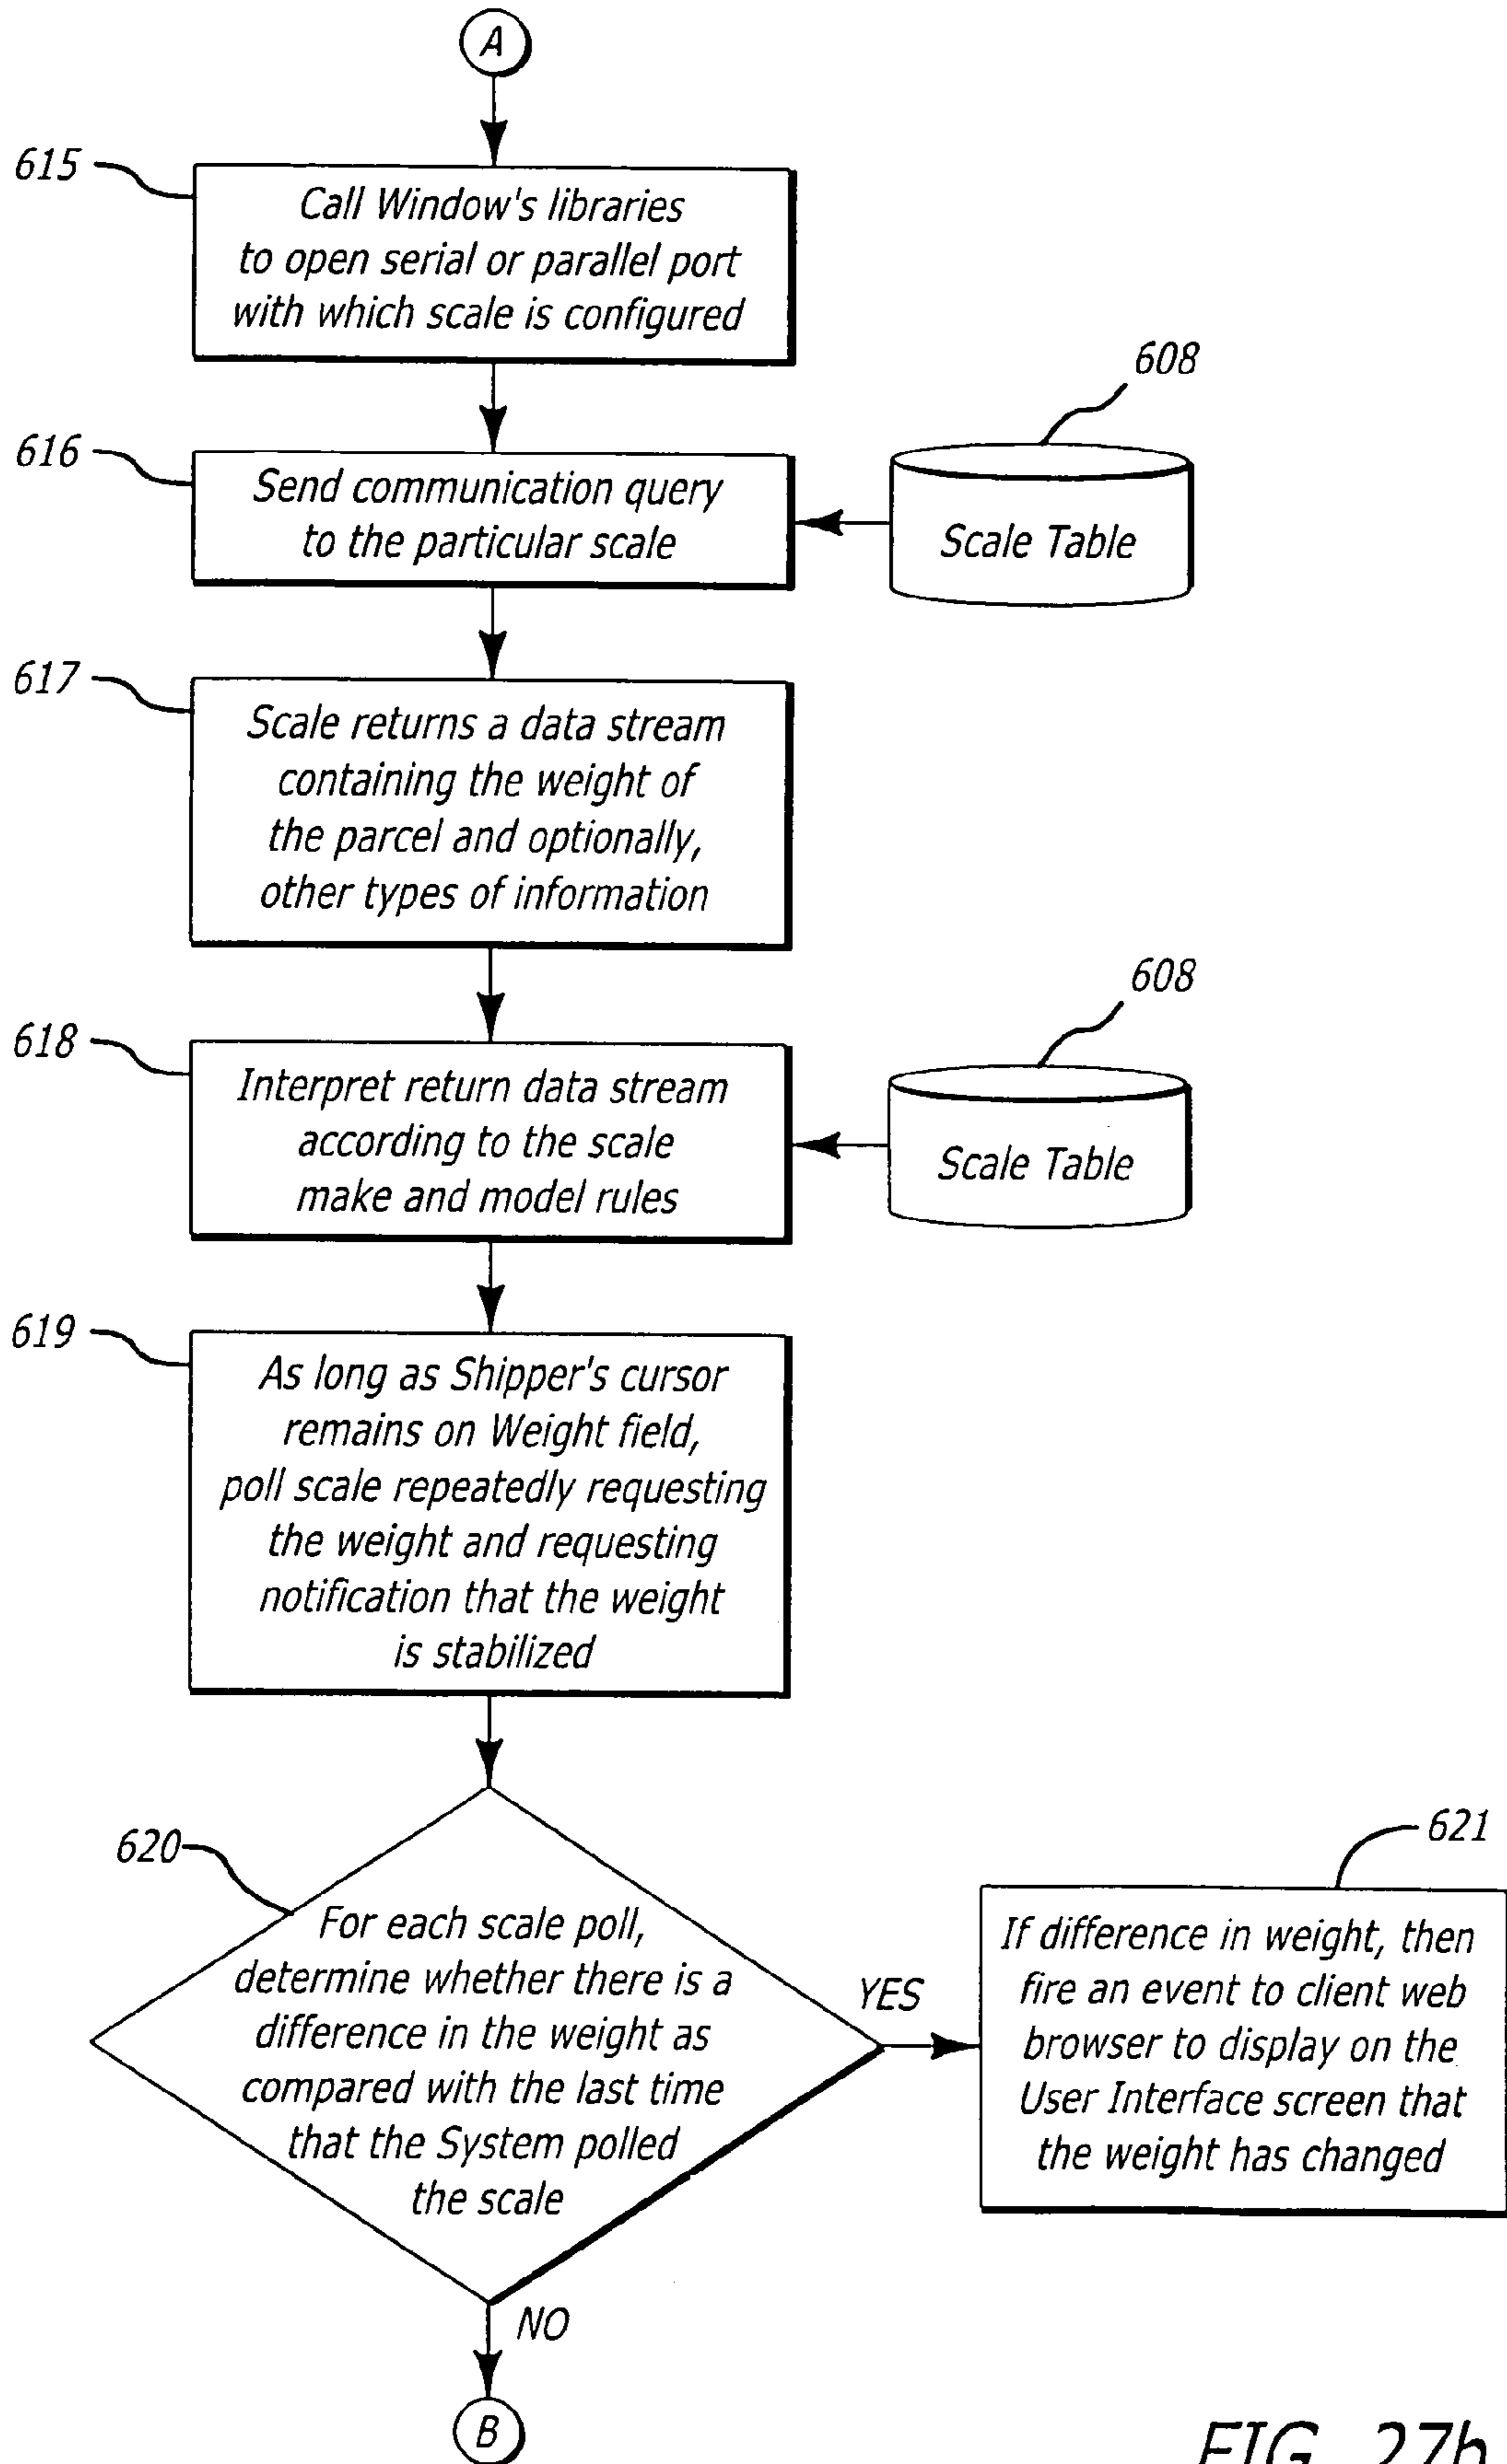 A
615
Call Window's libraries
to open serial or parallel port
with which scale is configured
608
616
Send communication query
to the particular scale
Scale Table
617
Scale returns a data stream
containing the weight of
the parcel and optionally,
other types of information
608
618
Interpret return data stream
according to the scale
make and model rules
Scale Table
619
As long as Shipper's cursor
remains on Weight field,
poll scale repeatedly requesting
the weight and requesting
notification that the weight
is stabilized
620
For each scale poll,
determine whether there is a
difference in the weight as
compared with the last time
that the System polled
the scale
YES
621
If difference in weight, then
fire an event to client web
browser to display on the
User Interface screen that
the weight has changed
NO
B
FIG. 27b